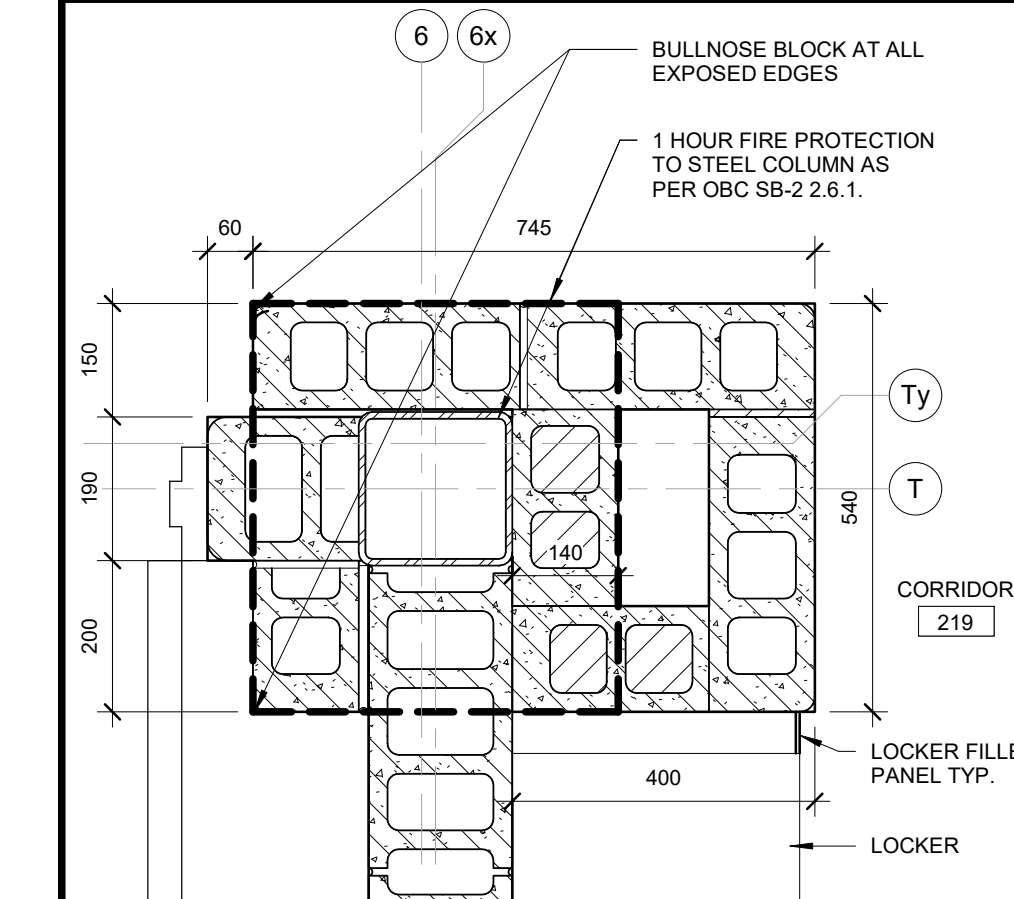 6 6x
BULLNOSE BLOCK AT ALL
EXPOSED EDGES
1 HOUR FIRE PROTECTION
TO STEEL COLUMN AS
PER OBC SB-2 2.6.1.
60 745
150
Ty
190
T
540
140
CORRIDOR
219
200
LOCKER FILLE
PANEL TYP.
400
LOCKER